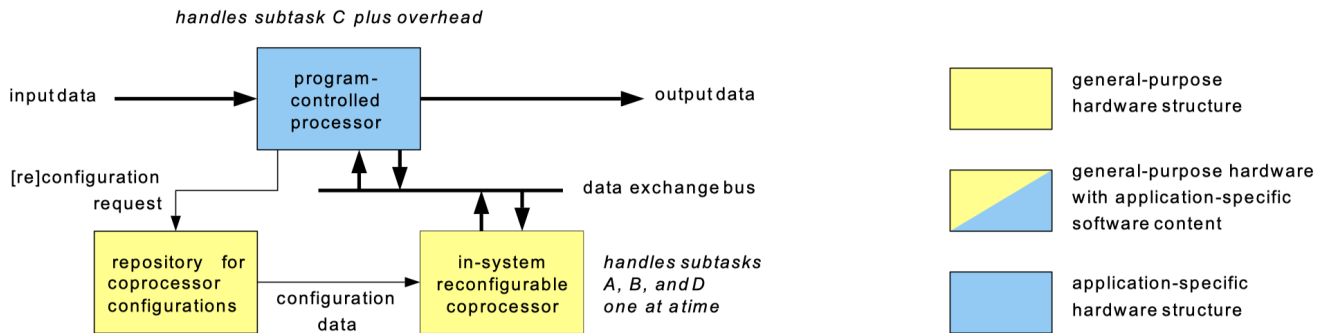 handles subtask C plus overhead
program-
controlled
processor
input data
output data
[re]configuration
request
data exchange bus
repository for
coprocessor
configurations
configuration
data
in-system
reconfigurable
coprocessor
handles subtasks
A, B, and D
one at a time
general-purpose
hardware structure
general-purpose hardware
with application-specific
software content
application-specific
hardware structure